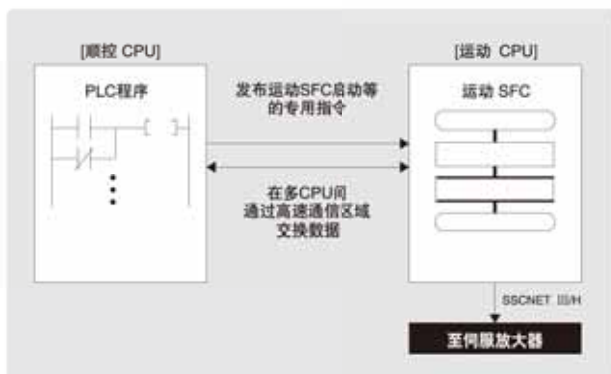 [顺控 CPU]
PLC程序
发布运动SFC启动等
的专用指令
在多CPU间
通过高速通信区域
交换数据
[运动 CPU]
运动 SFC
SSCNET III/H
至伺服放大器